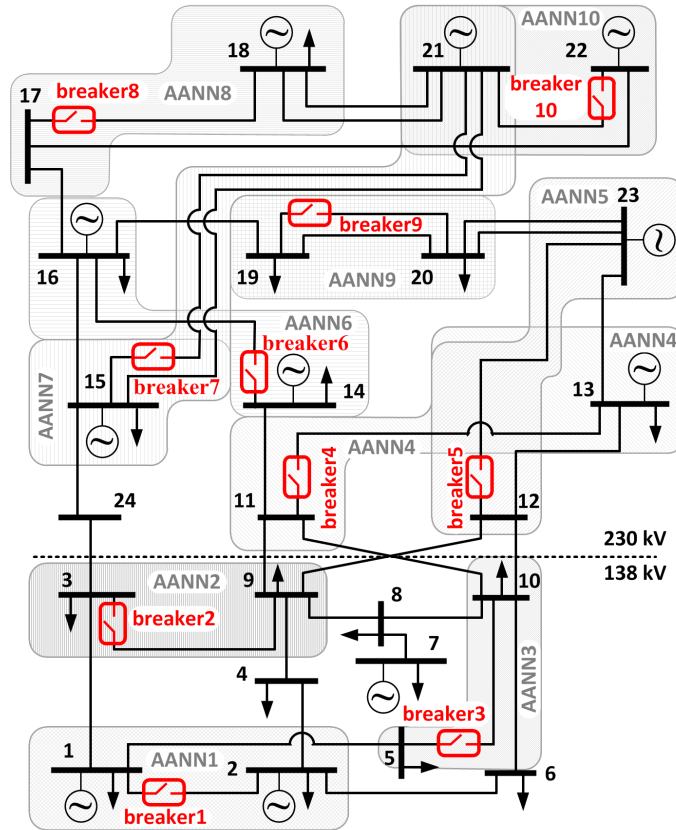 AANN10
18
21
22
17
breaker8
AANN8
breaker
10
AANN5
23
breaker9
16
19
20
AANN9
AANN6
breaker6
AANN4
15
breaker7
14
13
AANN7
AANN4
breaker4
breaker5
24
11
12
230 kV
138 kV
3
AANN2
9
10
breaker2
8
7
AANN3
4
breaker3
1
AANN1
2
5
6
breaker1